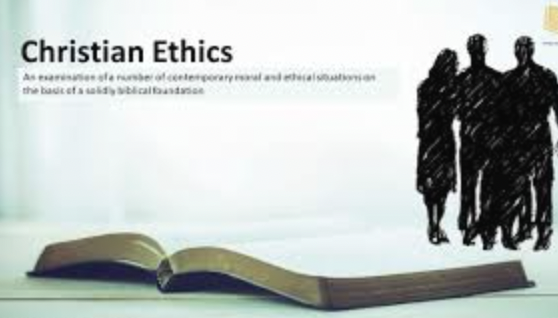 Christian Ethics
An examination of a number of contemporary moral and ethical situations on
the basis of a solidly biblical foundation